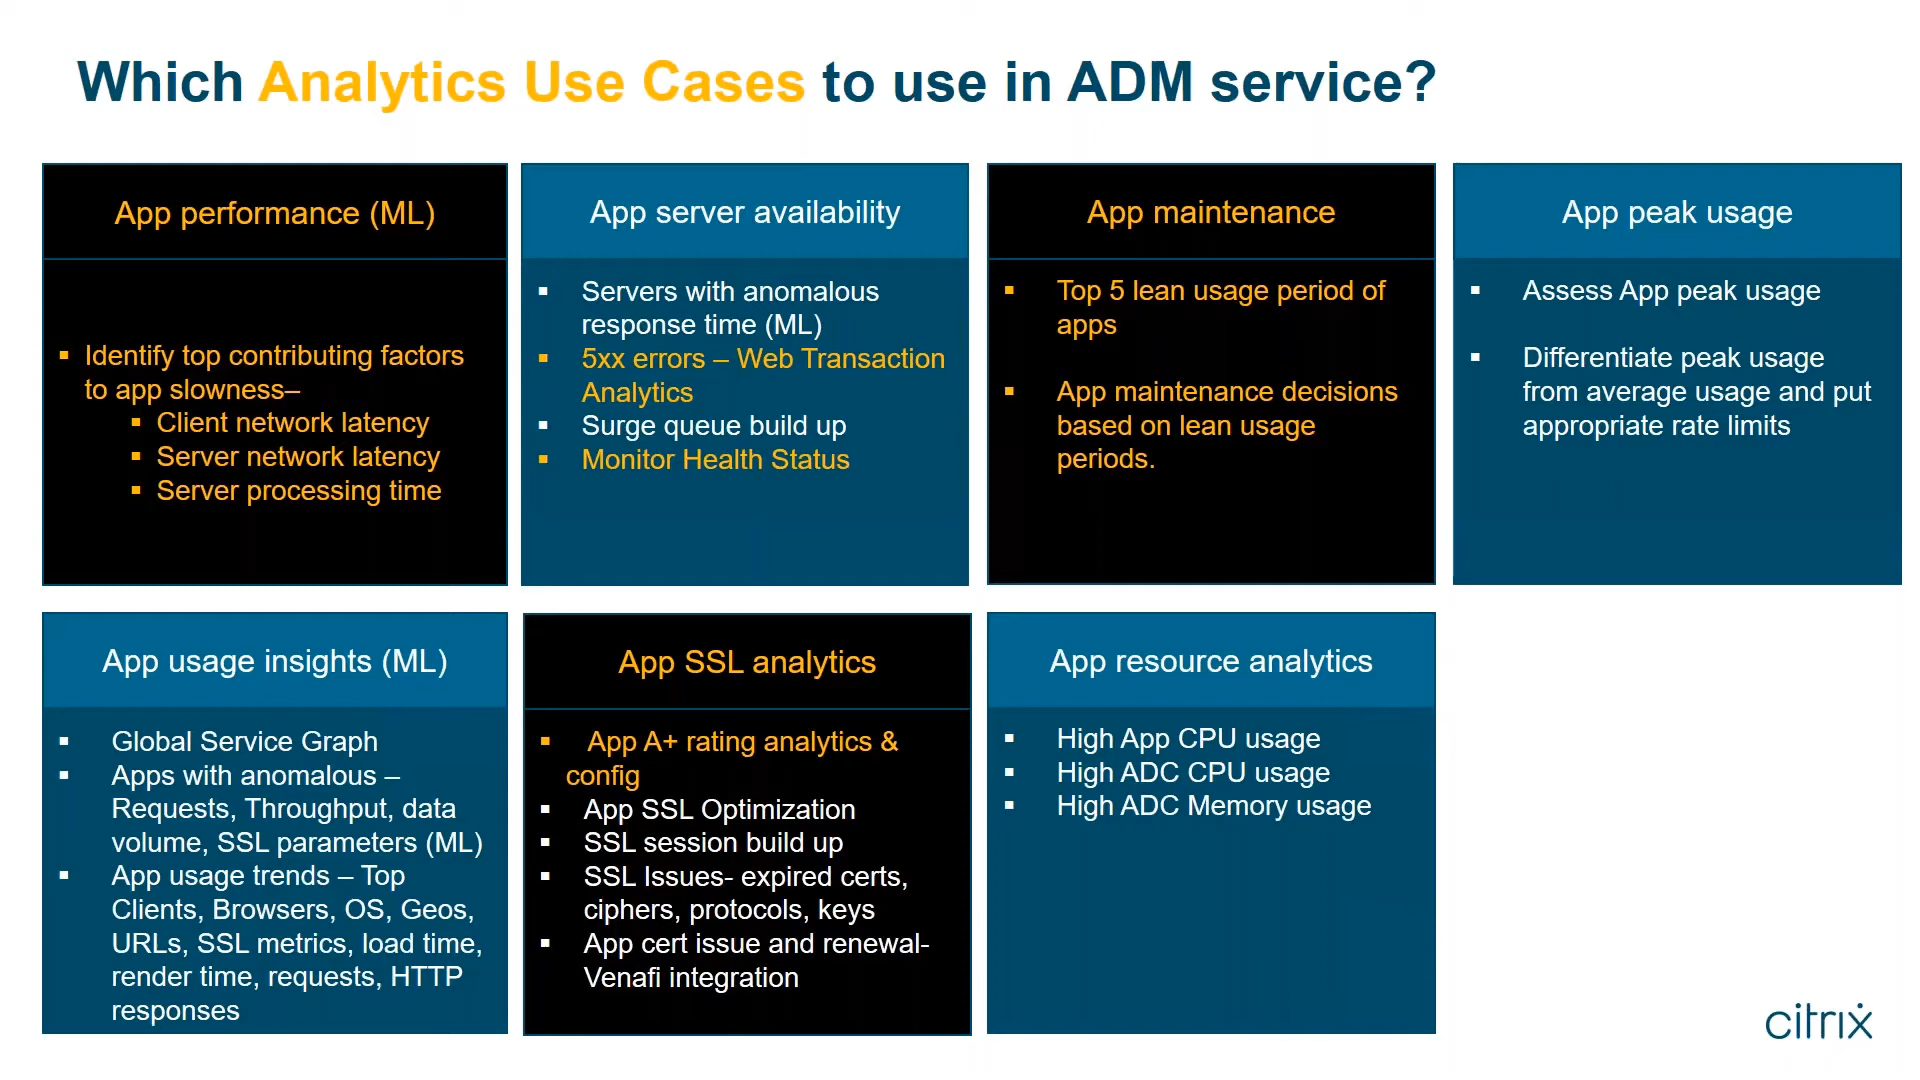 Which Analytics Use Cases to use in ADM service?
App performance (ML)
▪ Identify top contributing factors
to app slowness–
▪ Client network latency
▪ Server network latency
▪ Server processing time
App server availability
▪ Servers with anomalous
response time (ML)
▪ 5xx errors – Web Transaction
Analytics
▪ Surge queue build up
▪ Monitor Health Status
App maintenance
▪ Top 5 lean usage period of
apps
▪ App maintenance decisions
based on lean usage
periods.
App peak usage
▪ Assess App peak usage
▪ Differentiate peak usage
from average usage and put
appropriate rate limits
App usage insights (ML)
▪ Global Service Graph
▪ Apps with anomalous –
Requests, Throughput, data
volume, SSL parameters (ML)
▪ App usage trends – Top
Clients, Browsers, OS, Geos,
URLs, SSL metrics, load time,
render time, requests, HTTP
responses
App SSL analytics
▪ App A+ rating analytics &
config
▪ App SSL Optimization
▪ SSL session build up
▪ SSL Issues- expired certs,
ciphers, protocols, keys
▪ App cert issue and renewal-
Venafi integration
App resource analytics
▪ High App CPU usage
▪ High ADC CPU usage
▪ High ADC Memory usage
citrix